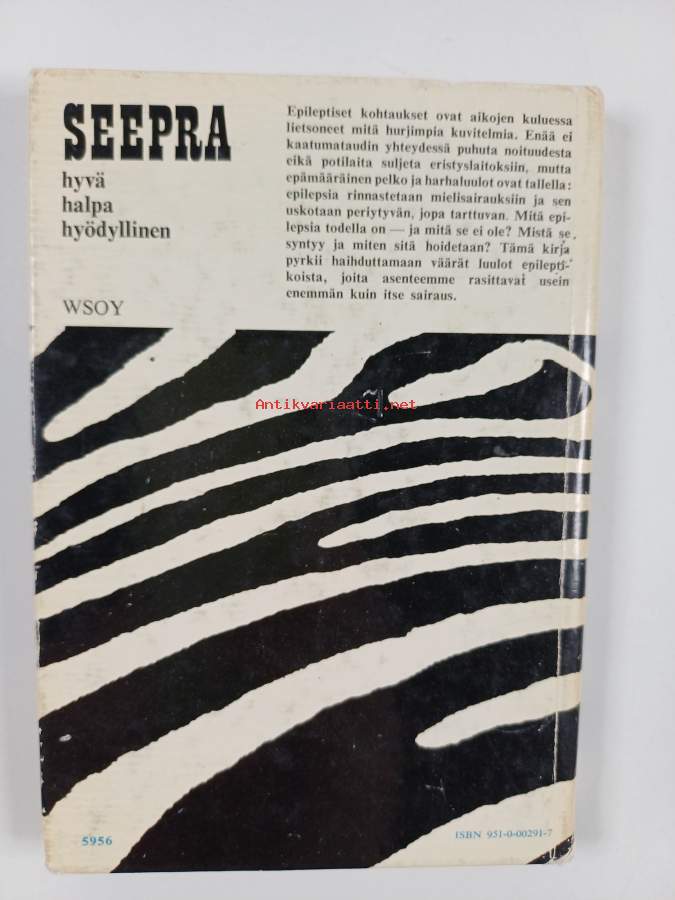 SEEPRA
hyvä
halpa
hyödyllinen
WSOY
Epileptiset kohtaukset ovat aikojen kuluessa
lietsoneet mitä hurjimpia kuvitelmia. Enää ei
kaatumataudin yhteydessä puhuta noituudesta
eikä potilaita suljeta eristyslaitoksiin, mutta
epämääräinen pelko ja harhaluulot ovat tallella:
epilepsia rinnastetaan mielisairauksiin ja sen
uskotaan periytyvän, jopa tarttuvan. Mitä epi-
lepsia todella on — ja mitä se ei ole? Mistä se
syntyy ja miten sitä hoidetaan? Tämä kirja
pyrkii haihduttamaan väärät luulot epilepti-
koista, joita asenteemme rasittavat usein
enemmän kuin itse sairaus.
Antikvariaatti.net
5956
ISBN 951-0-00291-7